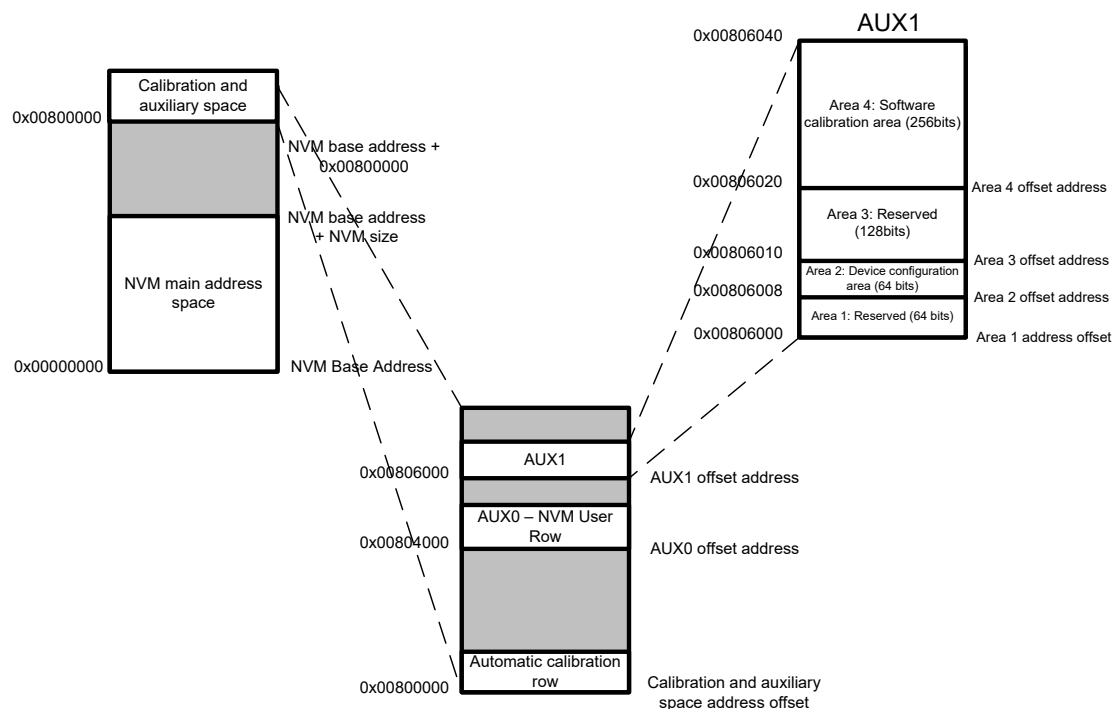 AUX1
0x00806040
Calibration and
auxiliary space
0x00800000
NVM base address +
0x00800000
NVM base address
+ NVM size
NVM main address
space
0x00000000
NVM Base Address
Area 4: Software
calibration area (256bits)
0x00806020
Area 4 offset address
Area 3: Reserved
(128bits)
0x00806010
Area 3 offset address
Area 2: Device configuration
area (64 bits)
0x00806008
Area 2 offset address
Area 1: Reserved (64 bits)
0x00806000
Area 1 address offset
AUX1
0x00806000
AUX1 offset address
AUX0 – NVM User
Row
0x00804000
AUX0 offset address
Automatic calibration
row
0x00800000
Calibration and auxiliary
space address offset